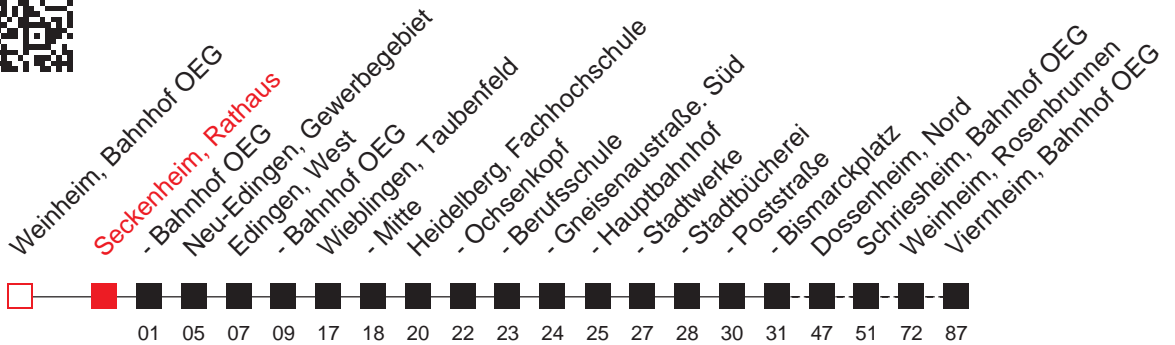 Weinheim, Bahnhof OEG
Seckenheim, Rathaus
- Bahnhof OEG
Neu-Edingen, Gewerbegebiet
Edingen, West
- Bahnhof OEG
Wieblingen, Taubenfeld
- Mitte
Heidelberg, Fachhochschule
- Ochsenkopf
- Berufsschule
- Gneisenaustraße. Süd
- Hauptbahnhof
- Stadtwerke
- Stadtbücherei
- Poststraße
- Bismarckplatz
Dossenheim, Nord
Schriesheim, Bahnhof OEG
Weinheim, Rosenbrunnen
Viernheim, Bahnhof OEG
01 05 07 09 17 18 20 22 23 24 25 27 28 30 31 47 51 72 87